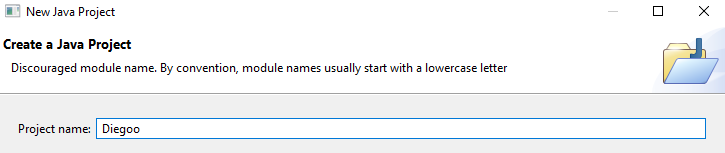 New Java Project
Create a Java Project
Discouraged module name. By convention, module names usually start with a lowercase letter
Project name: Diegoo